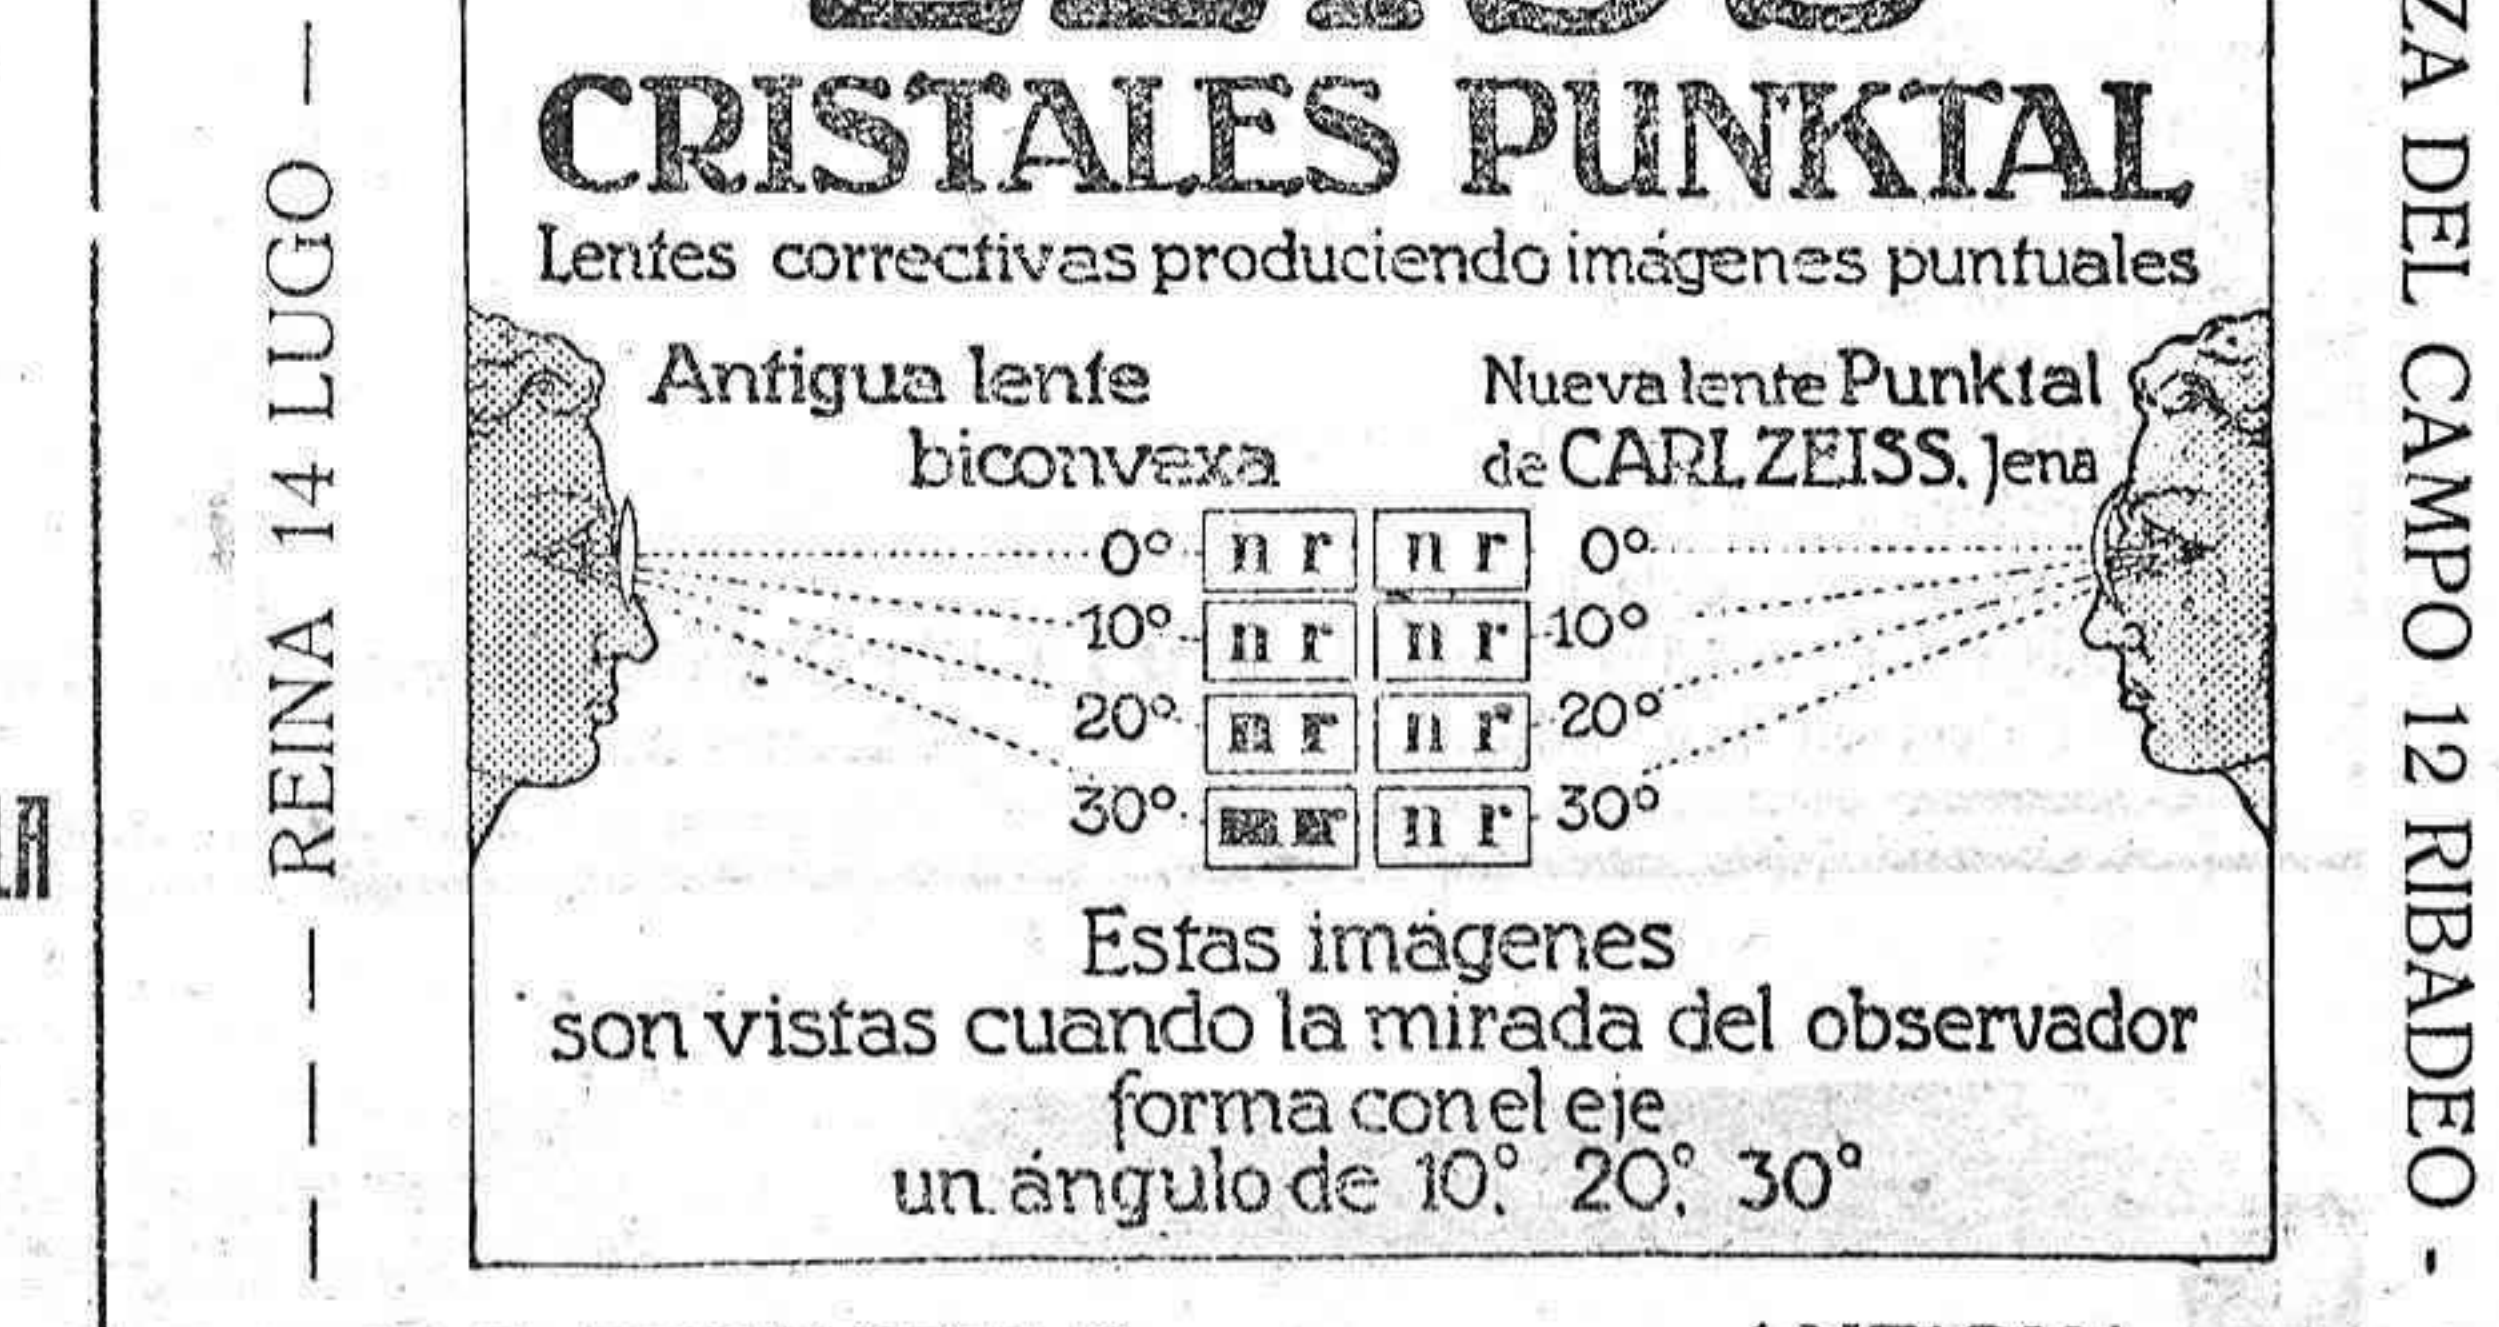 CRISTALES PUNKTAL
Lentes correctivas produciendo imágenes puntuales
Antigua lente
biconvexa
Nueva lente Punktal
de CARL ZEISS. Jena
0° n r n r 0°
10° n r n r 10°
20° n r n r 20°
30° n r 30°
Estas imágenes
son vistas cuando la mirada del observador
forma con el eje
un ángulo de 10°, 20°, 30°
— REINA 14 LUGO —
DEL CAMPO 12 RIBADEO -